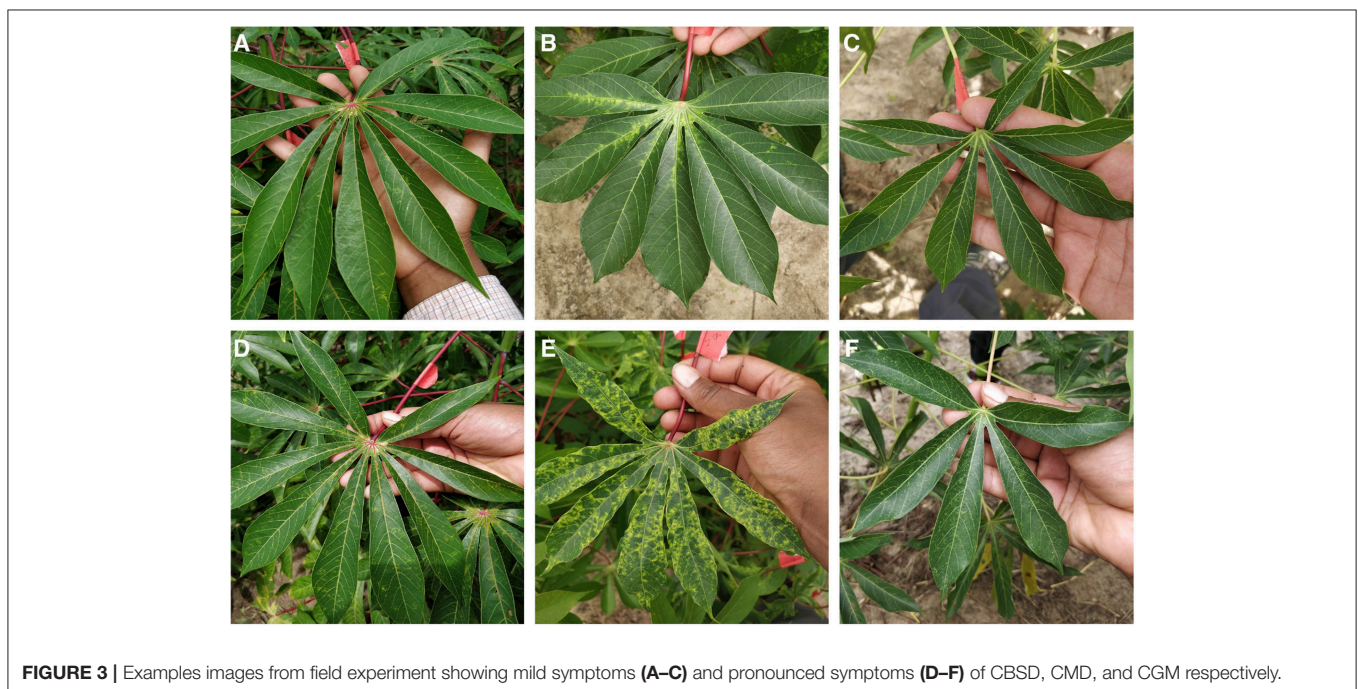 A
B
C
D
E
F
FIGURE 3 | Examples images from field experiment showing mild symptoms (A–C) and pronounced symptoms (D–F) of CBSD, CMD, and CGM respectively.